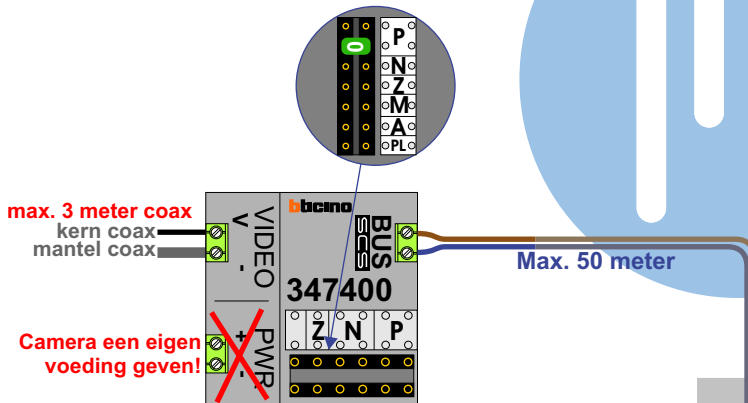 0
P
N
Z
M
A
PL
max. 3 meter coax
kern coax
mantel coax
V
-
VIDEO
bticino
BUS
SCS
Max. 50 meter
347400
Z N P
Camera een eigen
voeding geven!
+
-
PWR